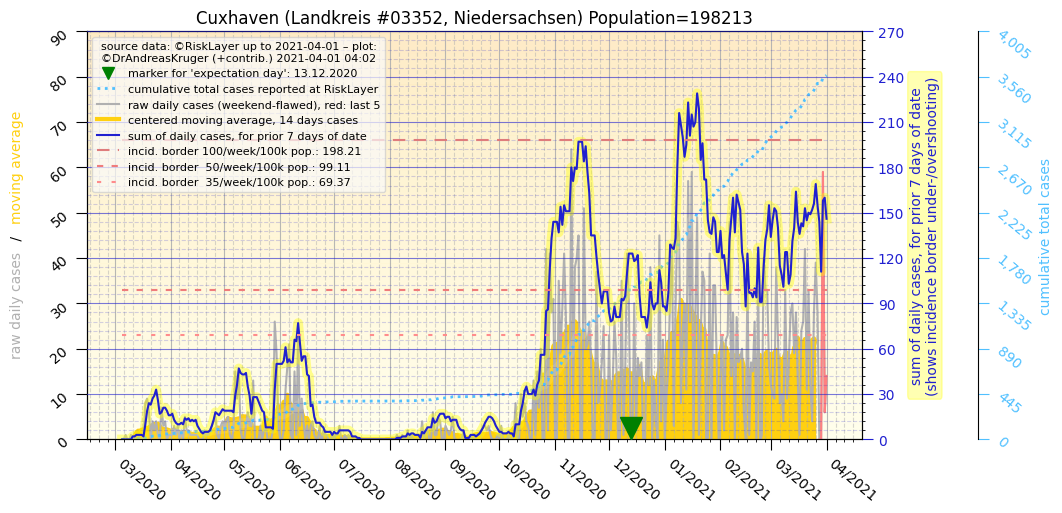 Cuxhaven (Landkreis #03352, Niedersachsen) Population=198213
source data: ©RiskLayer up to 2021-04-01 – plot:
©DrAndreasKruger (+contrib.) 2021-04-01 04:02
marker for 'expectation day': 13.12.2020
cumulative total cases reported at RiskLayer
raw daily cases (weekend-flawed), red: last 5
centered moving average, 14 days cases
sum of daily cases, for prior 7 days of date
incid. border 100/week/100k pop.: 198.21
incid. border  50/week/100k pop.: 99.11
incid. border  35/week/100k pop.: 69.37
raw daily cases  /  moving average
90
80
70
60
50
40
30
20
10
0
270
240
210
180
150
120
90
60
30
0
sum of daily cases, for prior 7 days of date
(shows incidence border under-/overshooting)
4,005
3,560
3,115
2,670
2,225
1,780
1,335
890
445
0
cumulative total cases
03/2020
04/2020
05/2020
06/2020
07/2020
08/2020
09/2020
10/2020
11/2020
12/2020
01/2021
02/2021
03/2021
04/2021